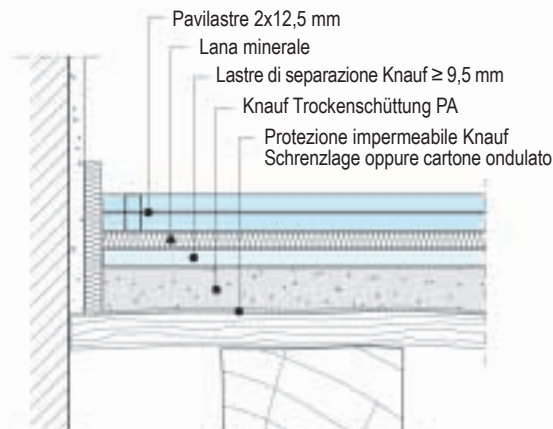 Pavilastre 2x12,5 mm
Lana minerale
Lastre di separazione Knauf ≥ 9,5 mm
Knauf Trockenschüttung PA
Protezione impermeabile Knauf
Schrenzlage oppure cartone ondulato